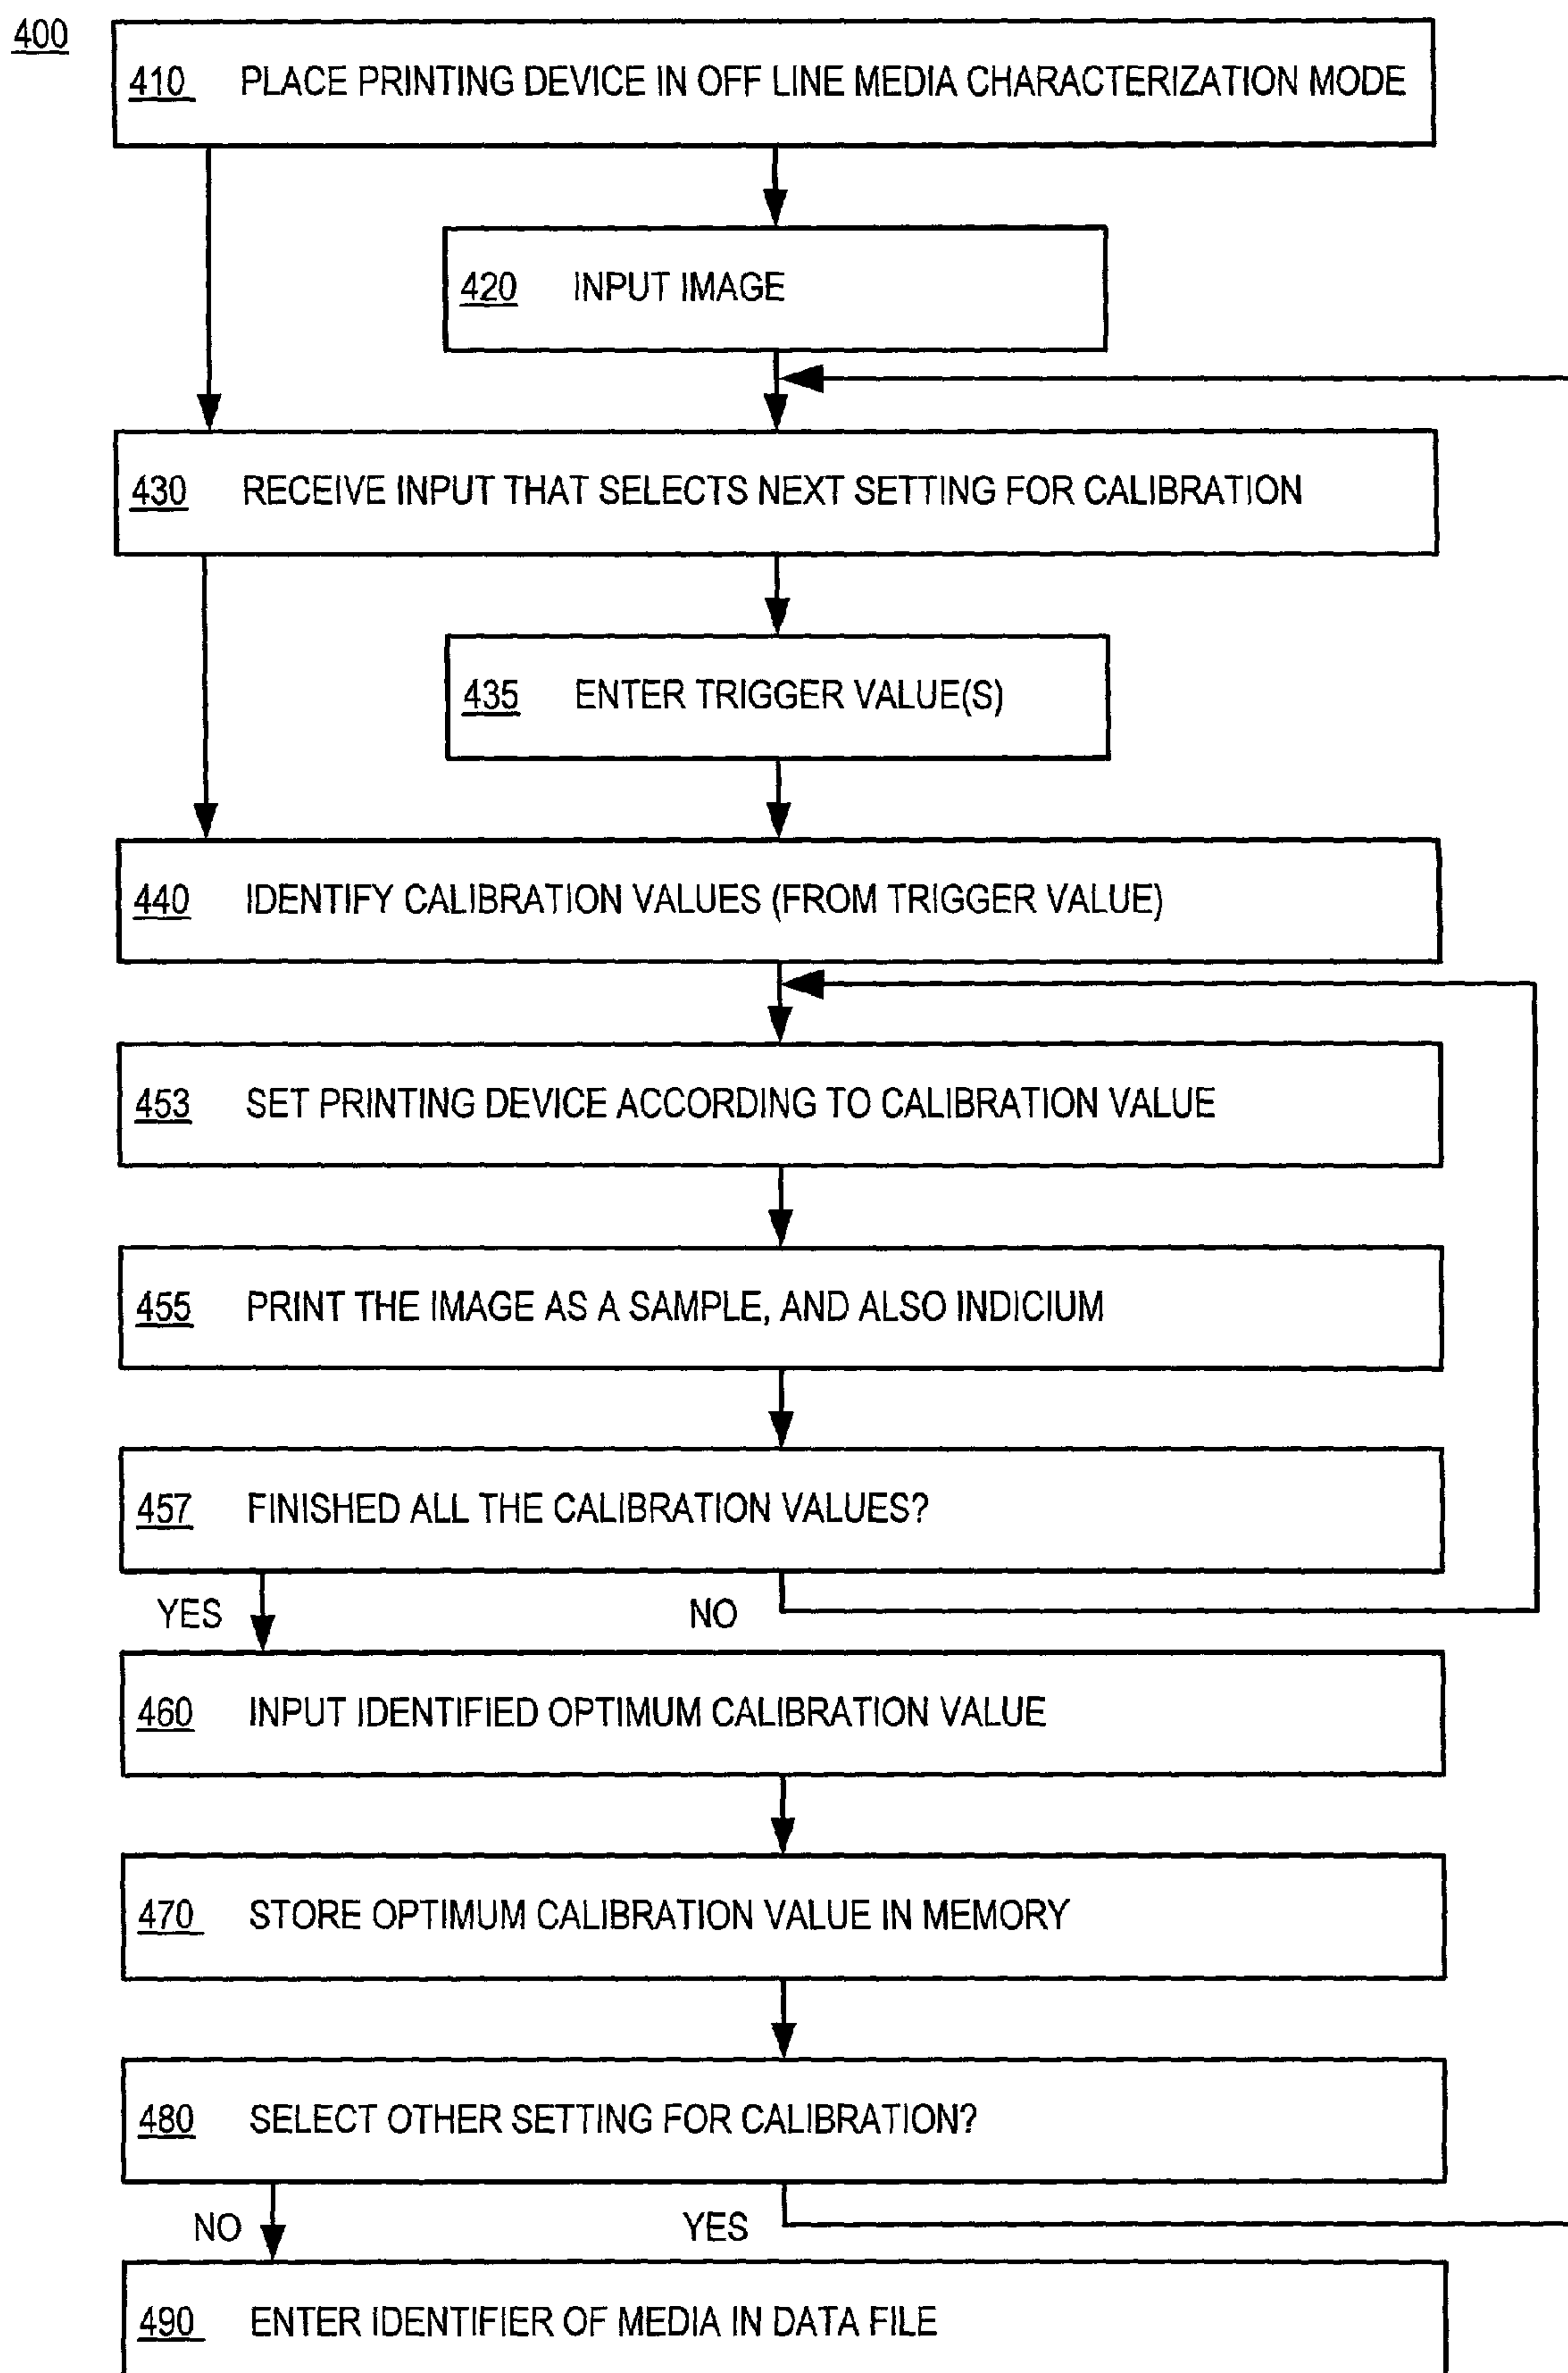 400
410 PLACE PRINTING DEVICE IN OFF LINE MEDIA CHARACTERIZATION MODE
420 INPUT IMAGE
430 RECEIVE INPUT THAT SELECTS NEXT SETTING FOR CALIBRATION
435 ENTER TRIGGER VALUE(S)
440 IDENTIFY CALIBRATION VALUES (FROM TRIGGER VALUE)
453 SET PRINTING DEVICE ACCORDING TO CALIBRATION VALUE
455 PRINT THE IMAGE AS A SAMPLE, AND ALSO INDICIUM
457 FINISHED ALL THE CALIBRATION VALUES?
YES NO
460 INPUT IDENTIFIED OPTIMUM CALIBRATION VALUE
470 STORE OPTIMUM CALIBRATION VALUE IN MEMORY
480 SELECT OTHER SETTING FOR CALIBRATION?
NO YES
490 ENTER IDENTIFIER OF MEDIA IN DATA FILE